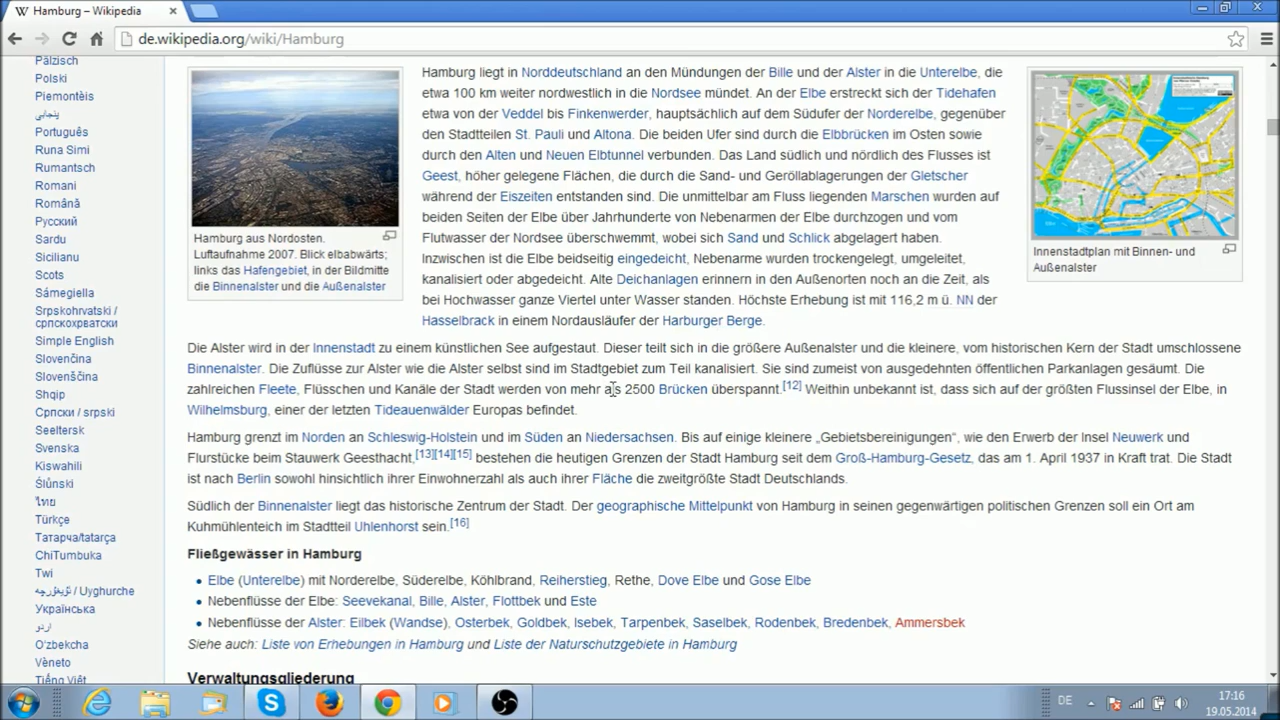 Hamburg – Wikipedia
de.wikipedia.org/wiki/Hamburg
Pälzisch
Polski
Piemontèis
پنجابی
Português
Runa Simi
Rumantsch
Romani
Română
Русский
Sardu
Sicilianu
Scots
Sámegiella
Srpskohrvatski /
српскохрватски
Simple English
Slovenčina
Slovenščina
Shqip
Српски / srpski
Seeltersk
Svenska
Kiswahili
Ślůnski
ไทย
Türkçe
Татарча/tatarça
ChiTumbuka
Twi
ئۇيغۇرچە / Uyghurche
Українська
اردو
O'zbekcha
Vèneto
Tiếng Việt
Hamburg aus Nordosten.
Luftaufnahme 2007. Blick elbabwärts;
links das Hafengebiet, in der Bildmitte
die Binnenalster und die Außenalster
Hamburg liegt in Norddeutschland an den Mündungen der Bille und der Alster in die Unterelbe, die
etwa 100 km weiter nordwestlich in die Nordsee mündet. An der Elbe erstreckt sich der Tidehafen
etwa von der Veddel bis Finkenwerder, hauptsächlich auf dem Südufer der Norderelbe, gegenüber
den Stadtteilen St. Pauli und Altona. Die beiden Ufer sind durch die Elbbrücken im Osten sowie
durch den Alten und Neuen Elbtunnel verbunden. Das Land südlich und nördlich des Flusses ist
Geest, höher gelegene Flächen, die durch die Sand- und Geröllablagerungen der Gletscher
während der Eiszeiten entstanden sind. Die unmittelbar am Fluss liegenden Marschen wurden auf
beiden Seiten der Elbe über Jahrhunderte von Nebenarmen der Elbe durchzogen und vom
Flutwasser der Nordsee überschwemmt, wobei sich Sand und Schlick abgelagert haben.
Inzwischen ist die Elbe beidseitig eingedeicht, Nebenarme wurden trockengelegt, umgeleitet,
kanalisiert oder abgedeicht. Alte Deichanlagen erinnern in den Außenorten noch an die Zeit, als
bei Hochwasser ganze Viertel unter Wasser standen. Höchste Erhebung ist mit 116,2 m ü. NN der
Hasselbrack in einem Nordausläufer der Harburger Berge.
Innenstadtplan mit Binnen- und
Außenalster
Die Alster wird in der Innenstadt zu einem künstlichen See aufgestaut. Dieser teilt sich in die größere Außenalster und die kleinere, vom historischen Kern der Stadt umschlossene
Binnenalster. Die Zuflüsse zur Alster wie die Alster selbst sind im Stadtgebiet zum Teil kanalisiert. Sie sind zumeist von ausgedehnten öffentlichen Parkanlagen gesäumt. Die
zahlreichen Fleete, Flüsschen und Kanäle der Stadt werden von mehr als 2500 Brücken überspannt.[12] Weithin unbekannt ist, dass sich auf der größten Flussinsel der Elbe, in
Wilhelmsburg, einer der letzten Tideauenwälder Europas befindet.
Hamburg grenzt im Norden an Schleswig-Holstein und im Süden an Niedersachsen. Bis auf einige kleinere „Gebietsbereinigungen“, wie den Erwerb der Insel Neuwerk und
Flurstücke beim Stauwerk Geesthacht,[13][14][15] bestehen die heutigen Grenzen der Stadt Hamburg seit dem Groß-Hamburg-Gesetz, das am 1. April 1937 in Kraft trat. Die Stadt
ist nach Berlin sowohl hinsichtlich ihrer Einwohnerzahl als auch ihrer Fläche die zweitgrößte Stadt Deutschlands.
Südlich der Binnenalster liegt das historische Zentrum der Stadt. Der geographische Mittelpunkt von Hamburg in seinen gegenwärtigen politischen Grenzen soll ein Ort am
Kuhmühlenteich im Stadtteil Uhlenhorst sein.[16]
Fließgewässer in Hamburg
Elbe (Unterelbe) mit Norderelbe, Süderelbe, Köhlbrand, Reiherstieg, Rethe, Dove Elbe und Gose Elbe
Nebenflüsse der Elbe: Seevekanal, Bille, Alster, Flottbek und Este
Nebenflüsse der Alster: Eilbek (Wandse), Osterbek, Goldbek, Isebek, Tarpenbek, Saselbek, Rodenbek, Bredenbek, Ammersbek
Siehe auch: Liste von Erhebungen in Hamburg und Liste der Naturschutzgebiete in Hamburg
Verwaltungsgliederung
DE
17:16
19.05.2014